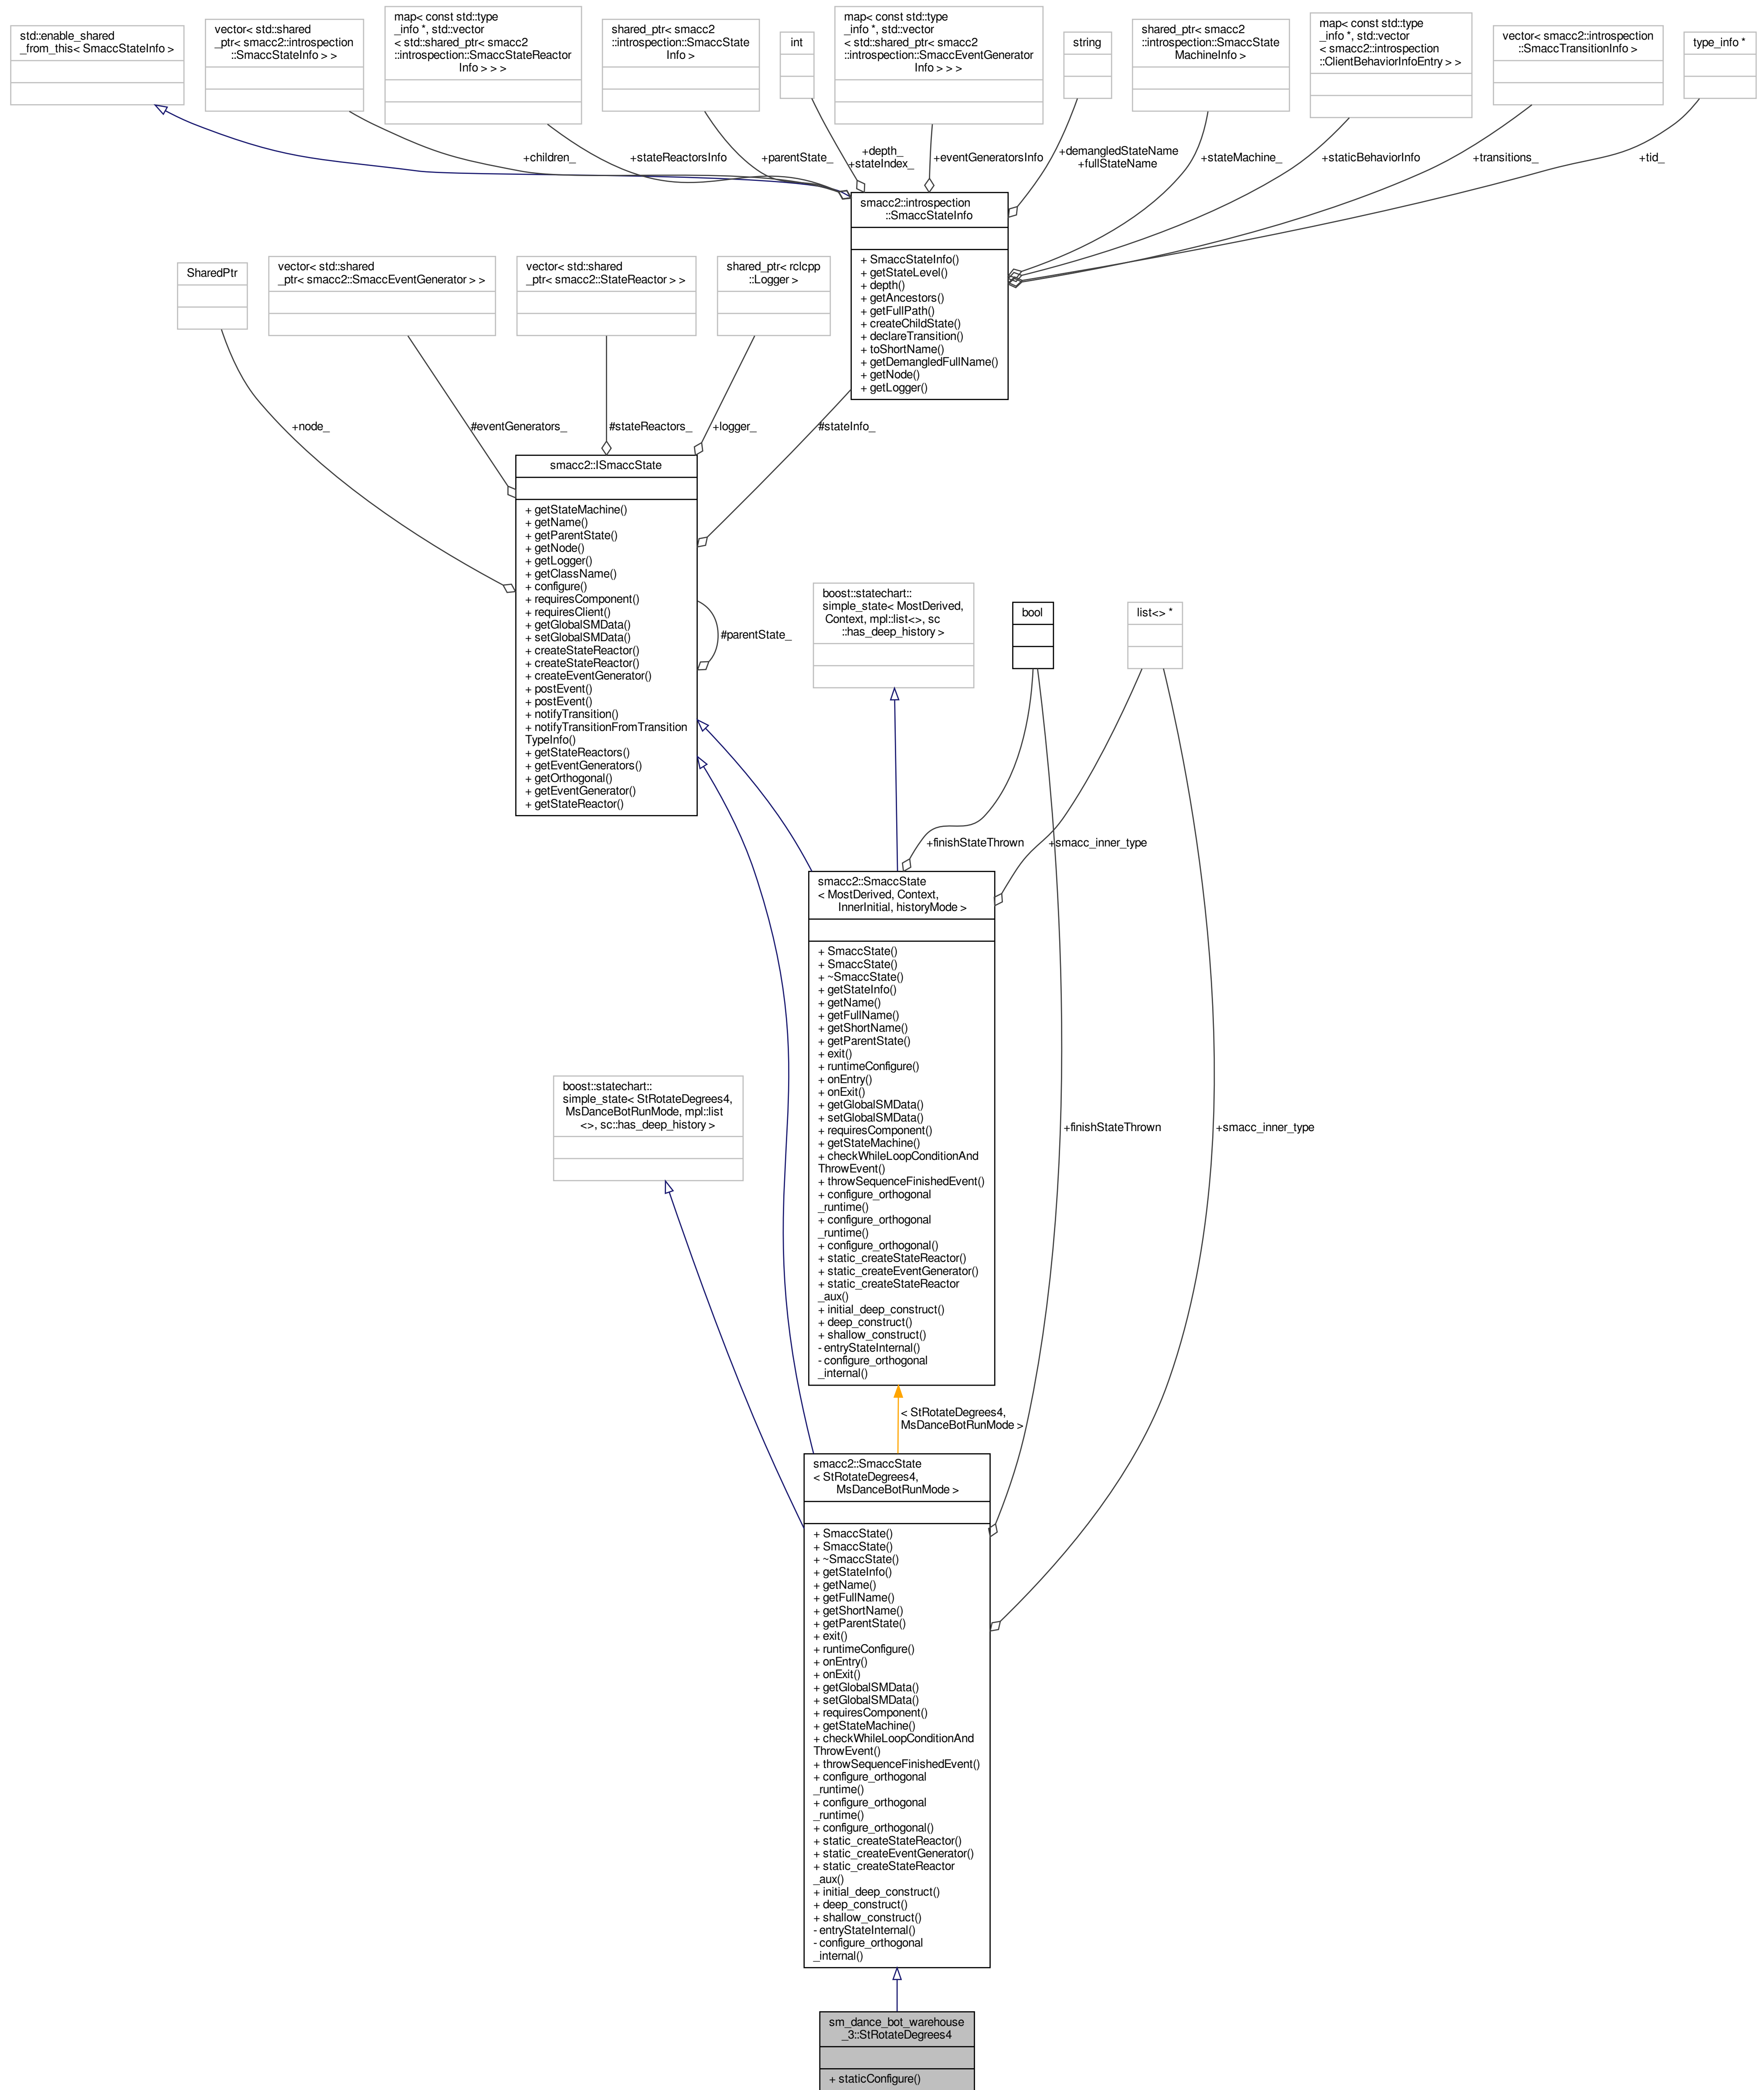 std::enable_shared
_from_this< SmaccStateInfo >
vector< std::shared
_ptr< smacc2::introspection
::SmaccStateInfo > >
map< const std::type
_info *, std::vector
< std::shared_ptr< smacc2
::introspection::SmaccStateReactor
Info > > >
shared_ptr< smacc2
::introspection::SmaccState
Info >
int
map< const std::type
_info *, std::vector
< std::shared_ptr< smacc2
::introspection::SmaccEventGenerator
Info > > >
string
shared_ptr< smacc2
::introspection::SmaccState
MachineInfo >
map< const std::type
_info *, std::vector
< smacc2::introspection
::ClientBehaviorInfoEntry > >
vector< smacc2::introspection
::SmaccTransitionInfo >
type_info *
+children_
+stateReactorsInfo
+parentState_
+depth_
+stateIndex_
+eventGeneratorsInfo
+demangledStateName
+fullStateName
+stateMachine_
+staticBehaviorInfo
+transitions_
+tid_
smacc2::introspection
::SmaccStateInfo
+ SmaccStateInfo()
+ getStateLevel()
+ depth()
+ getAncestors()
+ getFullPath()
+ createChildState()
+ declareTransition()
+ toShortName()
+ getDemangledFullName()
+ getNode()
+ getLogger()
SharedPtr
vector< std::shared
_ptr< smacc2::SmaccEventGenerator > >
vector< std::shared
_ptr< smacc2::StateReactor > >
shared_ptr< rclcpp
::Logger >
+node_
#eventGenerators_
#stateReactors_
+logger_
#stateInfo_
smacc2::ISmaccState
+ getStateMachine()
+ getName()
+ getParentState()
+ getNode()
+ getLogger()
+ getClassName()
+ configure()
+ requiresComponent()
+ requiresClient()
+ getGlobalSMData()
+ setGlobalSMData()
+ createStateReactor()
+ createStateReactor()
+ createEventGenerator()
+ postEvent()
+ postEvent()
+ notifyTransition()
+ notifyTransitionFromTransition
TypeInfo()
+ getStateReactors()
+ getEventGenerators()
+ getOrthogonal()
+ getEventGenerator()
+ getStateReactor()
#parentState_
boost::statechart::
simple_state< MostDerived,
Context, mpl::list<>, sc
::has_deep_history >
bool
list<> *
+finishStateThrown
+smacc_inner_type
smacc2::SmaccState
< MostDerived, Context,
InnerInitial, historyMode >
+ SmaccState()
+ SmaccState()
+ ~SmaccState()
+ getStateInfo()
+ getName()
+ getFullName()
+ getShortName()
+ getParentState()
+ exit()
+ runtimeConfigure()
+ onEntry()
+ onExit()
+ getGlobalSMData()
+ setGlobalSMData()
+ requiresComponent()
+ getStateMachine()
+ checkWhileLoopConditionAnd
ThrowEvent()
+ throwSequenceFinishedEvent()
+ configure_orthogonal
_runtime()
+ configure_orthogonal
_runtime()
+ configure_orthogonal()
+ static_createStateReactor()
+ static_createEventGenerator()
+ static_createStateReactor
_aux()
+ initial_deep_construct()
+ deep_construct()
+ shallow_construct()
- entryStateInternal()
- configure_orthogonal
_internal()
boost::statechart::
simple_state< StRotateDegrees4,
MsDanceBotRunMode, mpl::list
<>, sc::has_deep_history >
+finishStateThrown
+smacc_inner_type
< StRotateDegrees4,
MsDanceBotRunMode >
smacc2::SmaccState
< StRotateDegrees4,
MsDanceBotRunMode >
+ SmaccState()
+ SmaccState()
+ ~SmaccState()
+ getStateInfo()
+ getName()
+ getFullName()
+ getShortName()
+ getParentState()
+ exit()
+ runtimeConfigure()
+ onEntry()
+ onExit()
+ getGlobalSMData()
+ setGlobalSMData()
+ requiresComponent()
+ getStateMachine()
+ checkWhileLoopConditionAnd
ThrowEvent()
+ throwSequenceFinishedEvent()
+ configure_orthogonal
_runtime()
+ configure_orthogonal
_runtime()
+ configure_orthogonal()
+ static_createStateReactor()
+ static_createEventGenerator()
+ static_createStateReactor
_aux()
+ initial_deep_construct()
+ deep_construct()
+ shallow_construct()
- entryStateInternal()
- configure_orthogonal
_internal()
sm_dance_bot_warehouse
_3::StRotateDegrees4
+ staticConfigure()